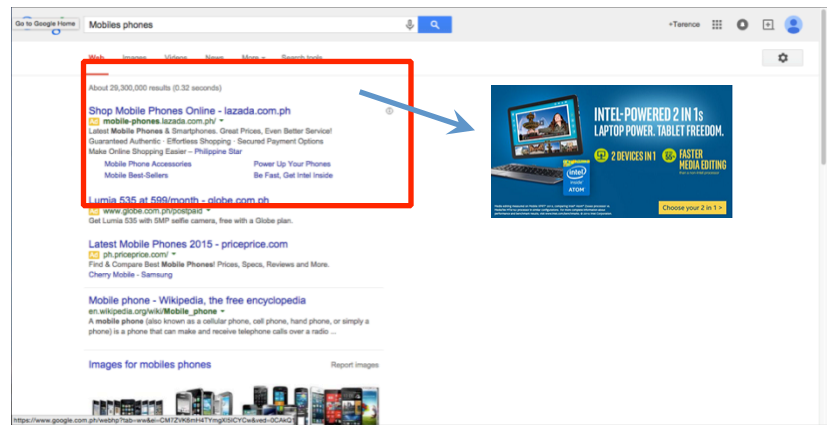 Go to Google Home
Mobiles phones
+Terence
Web Images Videos News More Search tools
About 29,300,000 results (0.32 seconds)
Shop Mobile Phones Online - lazada.com.ph
Ad mobile-phones.lazada.com.ph/
Latest Mobile Phones & Smartphones. Great Prices, Even Better Service!
Guaranteed Authentic · Effortless Shopping · Secured Payment Options
Make Online Shopping Easier – Philippine Star
Mobile Phone Accessories Power Up Your Phones
Mobile Best-Sellers Be Fast, Get Intel Inside
Lumia 535 at 599/month - globe.com.ph
Ad www.globe.com.ph/postpaid
Get Lumia 535 with 5MP selfie camera, free with a Globe plan.
Latest Mobile Phones 2015 - priceprice.com
Ad ph.priceprice.com/
Find & Compare Best Mobile Phones! Prices, Specs, Reviews and More.
Cherry Mobile - Samsung
Mobile phone - Wikipedia, the free encyclopedia
en.wikipedia.org/wiki/Mobile_phone
A mobile phone (also known as a cellular phone, cell phone, hand phone, or simply a
phone) is a phone that can make and receive telephone calls over a radio ...
Images for mobiles phones Report images
INTEL-POWERED 2 IN 1s
LAPTOP POWER. TABLET FREEDOM.
2 DEVICES IN 1
FASTER
MEDIA EDITING
intel
inside
ATOM
Choose your 2 in 1 >